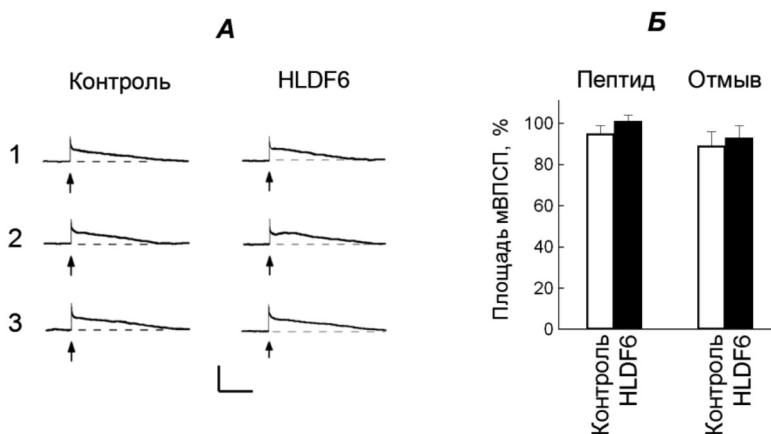 А
Контроль HLDF6
1
2
3
Б
Пептид Отмыв
Площадь мВПСП, %
100
80
60
40
20
0
Контроль
HLDF6
Контроль
HLDF6